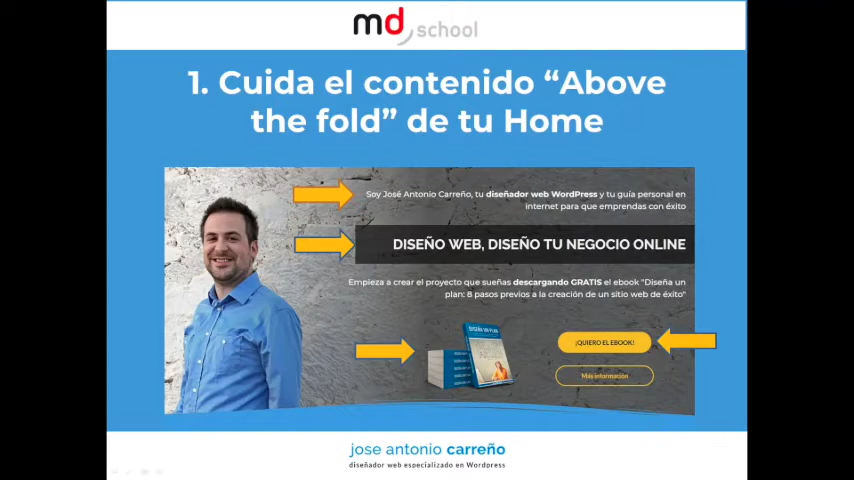 md school
1. Cuida el contenido “Above
the fold” de tu Home
Soy José Antonio Carreño, tu diseñador web WordPress y tu guía personal en
internet para que emprendas con éxito
DISEÑO WEB, DISEÑO TU NEGOCIO ONLINE
Empieza a crear el proyecto que sueñas descargando GRATIS el ebook "Diseña un
plan: 8 pasos previos a la creación de un sitio web de éxito"
DISEÑA UN PLAN
¡QUIERO EL EBOOK!
Más información
jose antonio carreño
diseñador web especializado en Wordpress